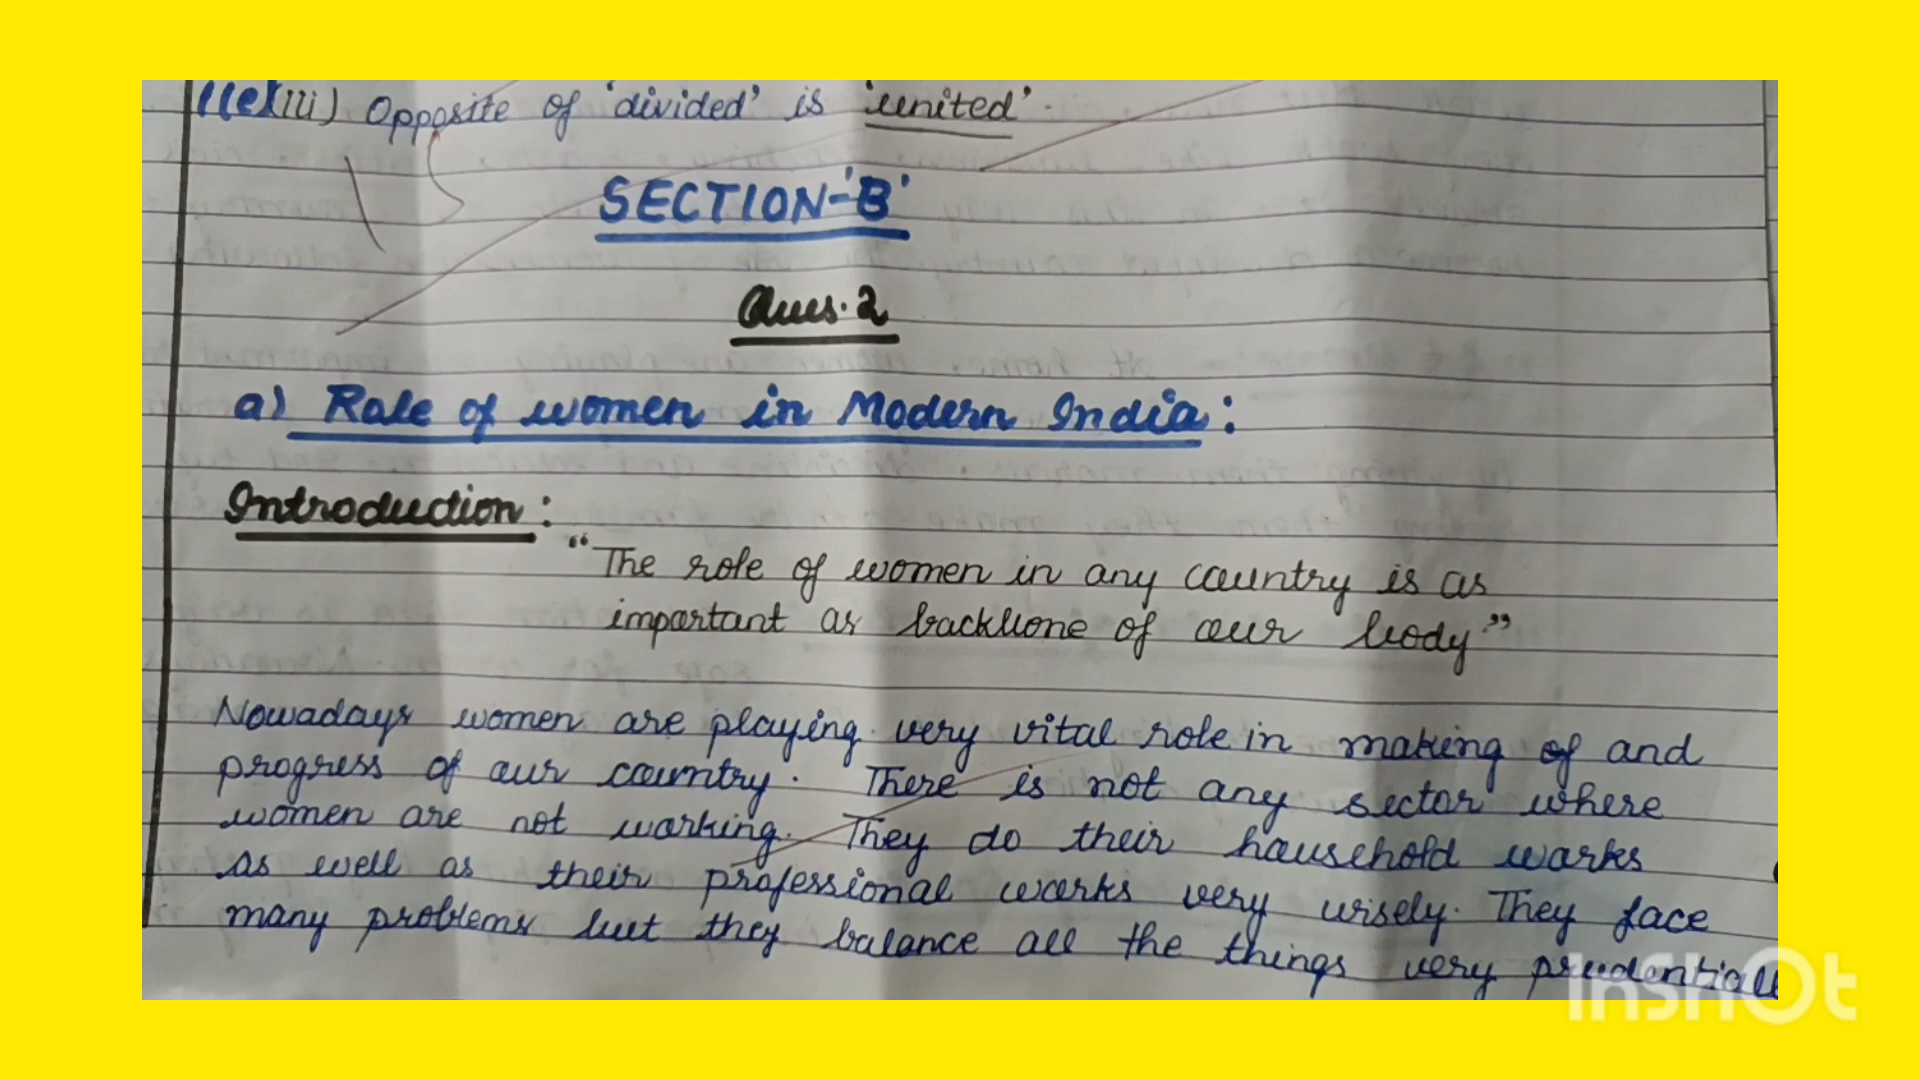 1(e)(iii) Opposite of 'divided' is 'united'.
15
SECTION-'B'
Ques. 2
a) Role of women in Modern India:
Introduction:
"The role of women in any country is as
important as backbone of our body"
Nowadays women are playing very vital role in making of and
progress of our country. There is not any sector where
women are not working. They do their household works
as well as their professional works very wisely. They face
many problems but they balance all the things very prudentiall
InShOt